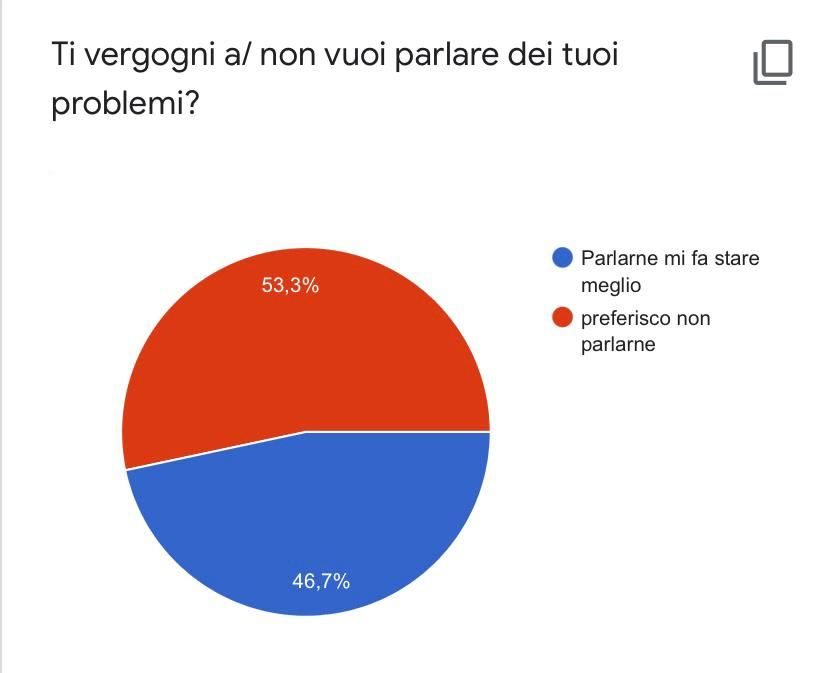 Ti vergogni a/ non vuoi parlare dei tuoi
problemi?
53,3%
46,7%
Parlarne mi fa stare
meglio
preferisco non
parlarne